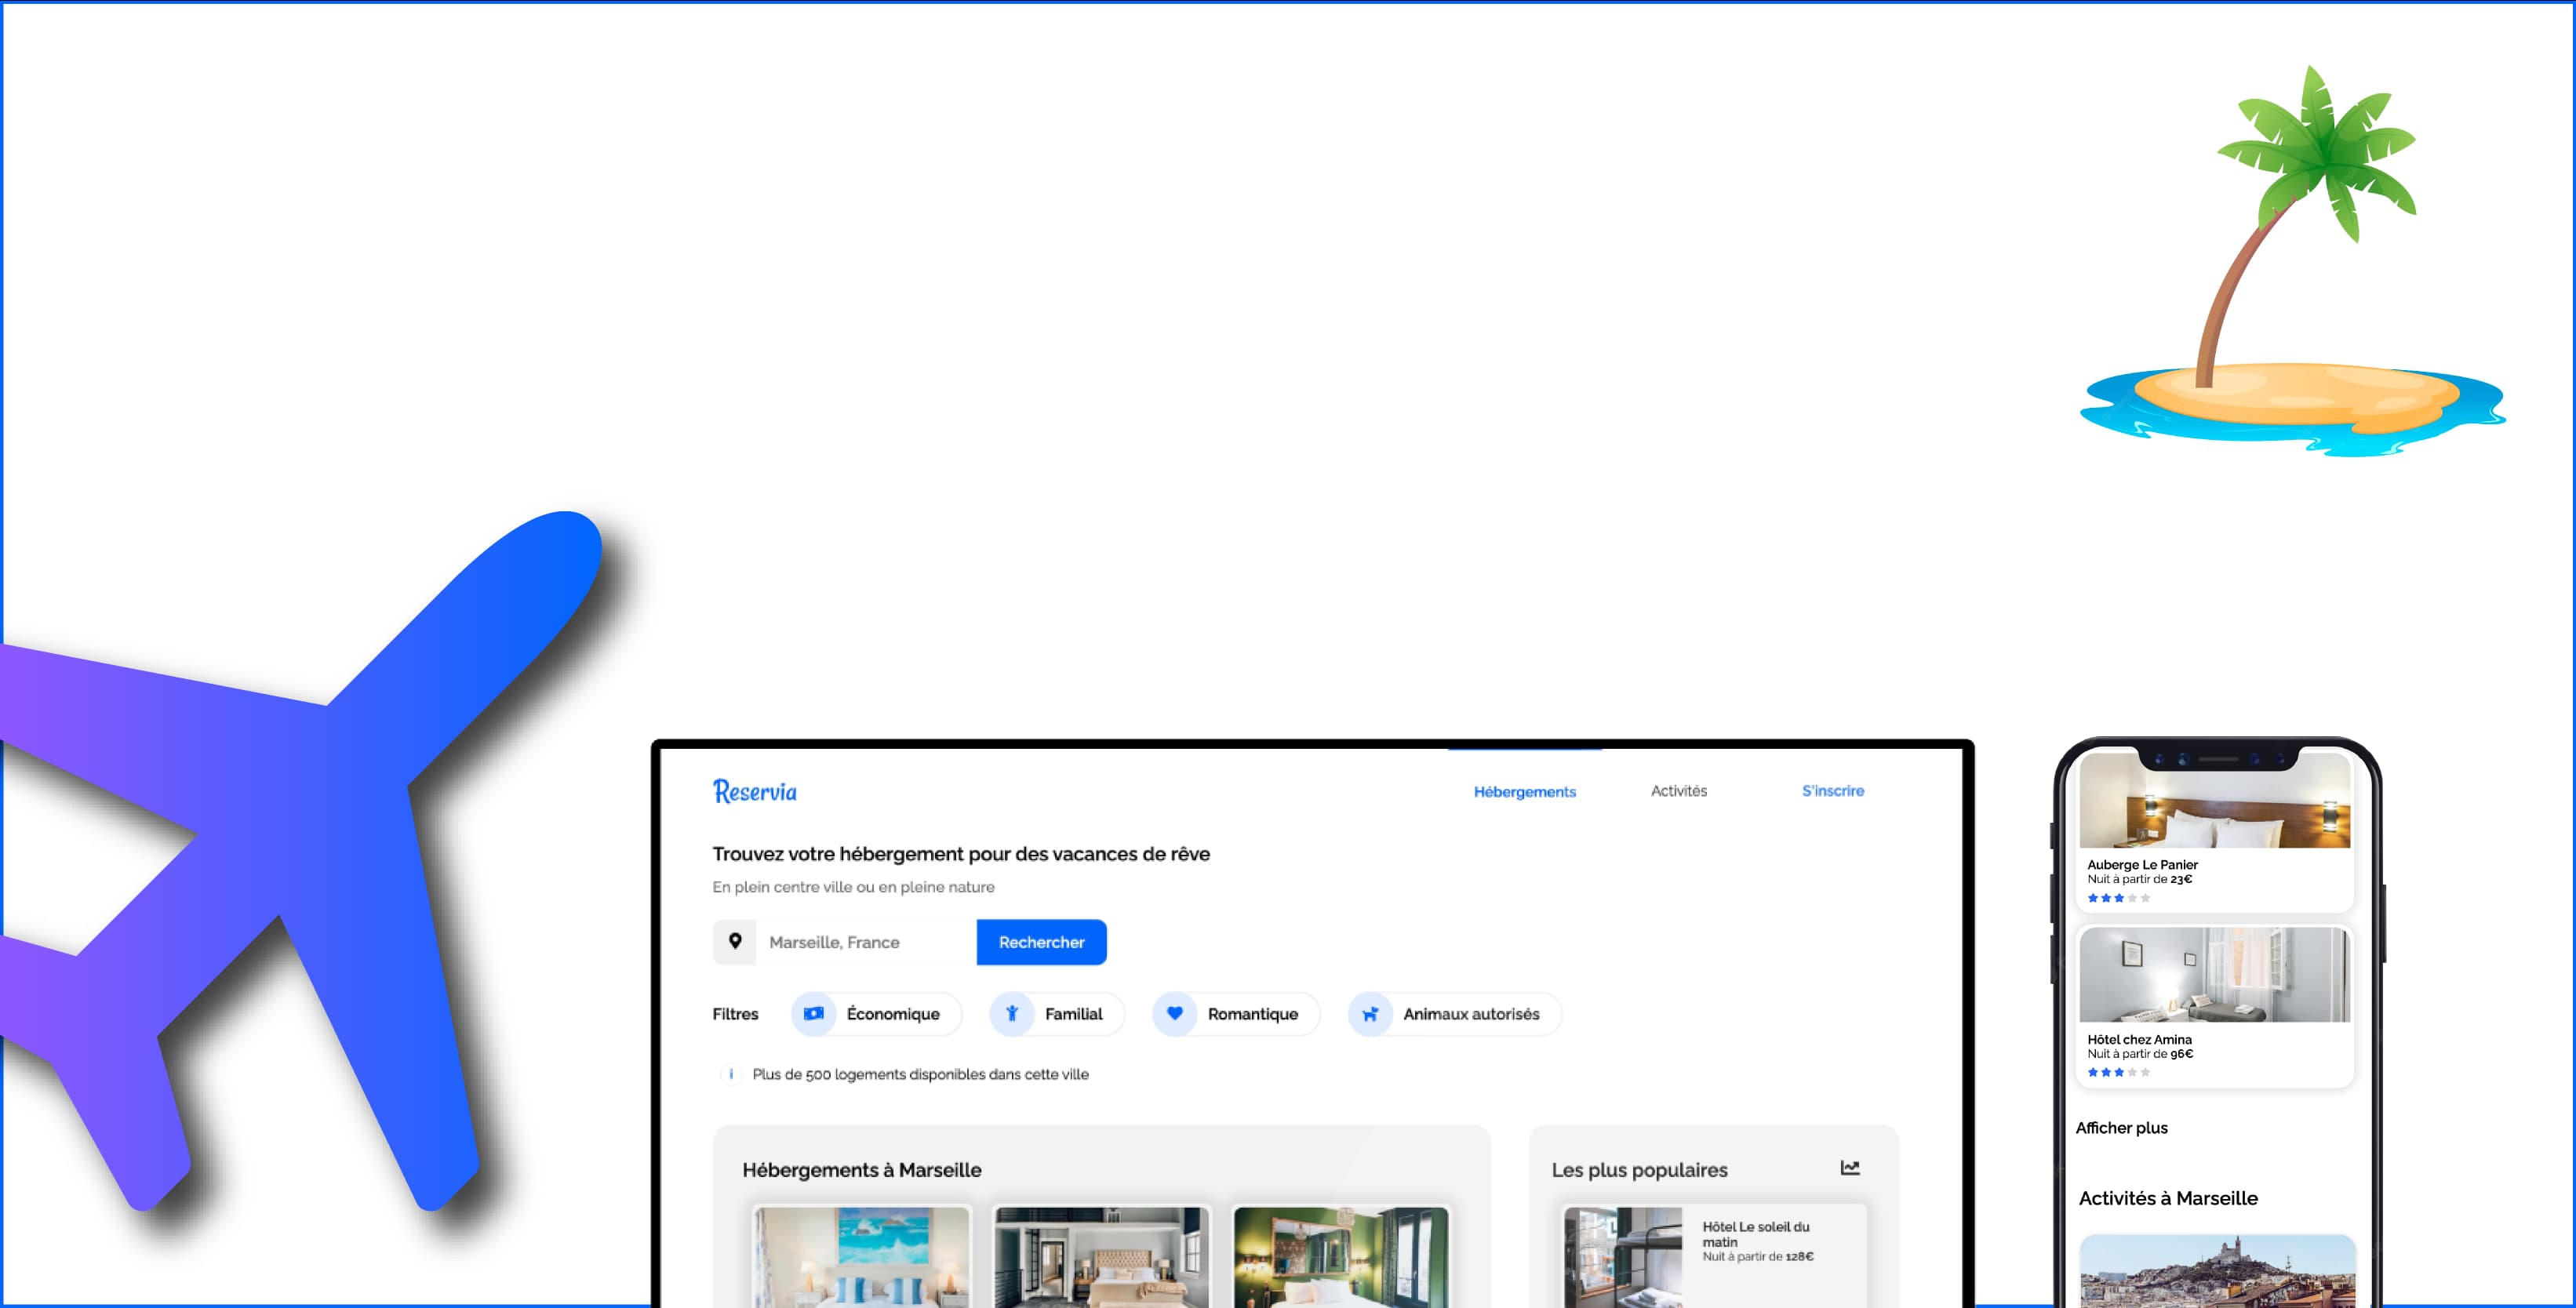 Reservia
Hébergements
Activités
S'inscrire
Trouvez votre hébergement pour des vacances de rêve
En plein centre ville ou en pleine nature
Marseille, France
Rechercher
Filtres
Économique
Familial
Romantique
Animaux autorisés
i
Plus de 500 logements disponibles dans cette ville
Hébergements à Marseille
Les plus populaires
Hôtel Le soleil du
matin
Nuit à partir de 128€
Auberge Le Panier
Nuit à partir de 23€
Hôtel chez Amina
Nuit à partir de 96€
Afficher plus
Activités à Marseille